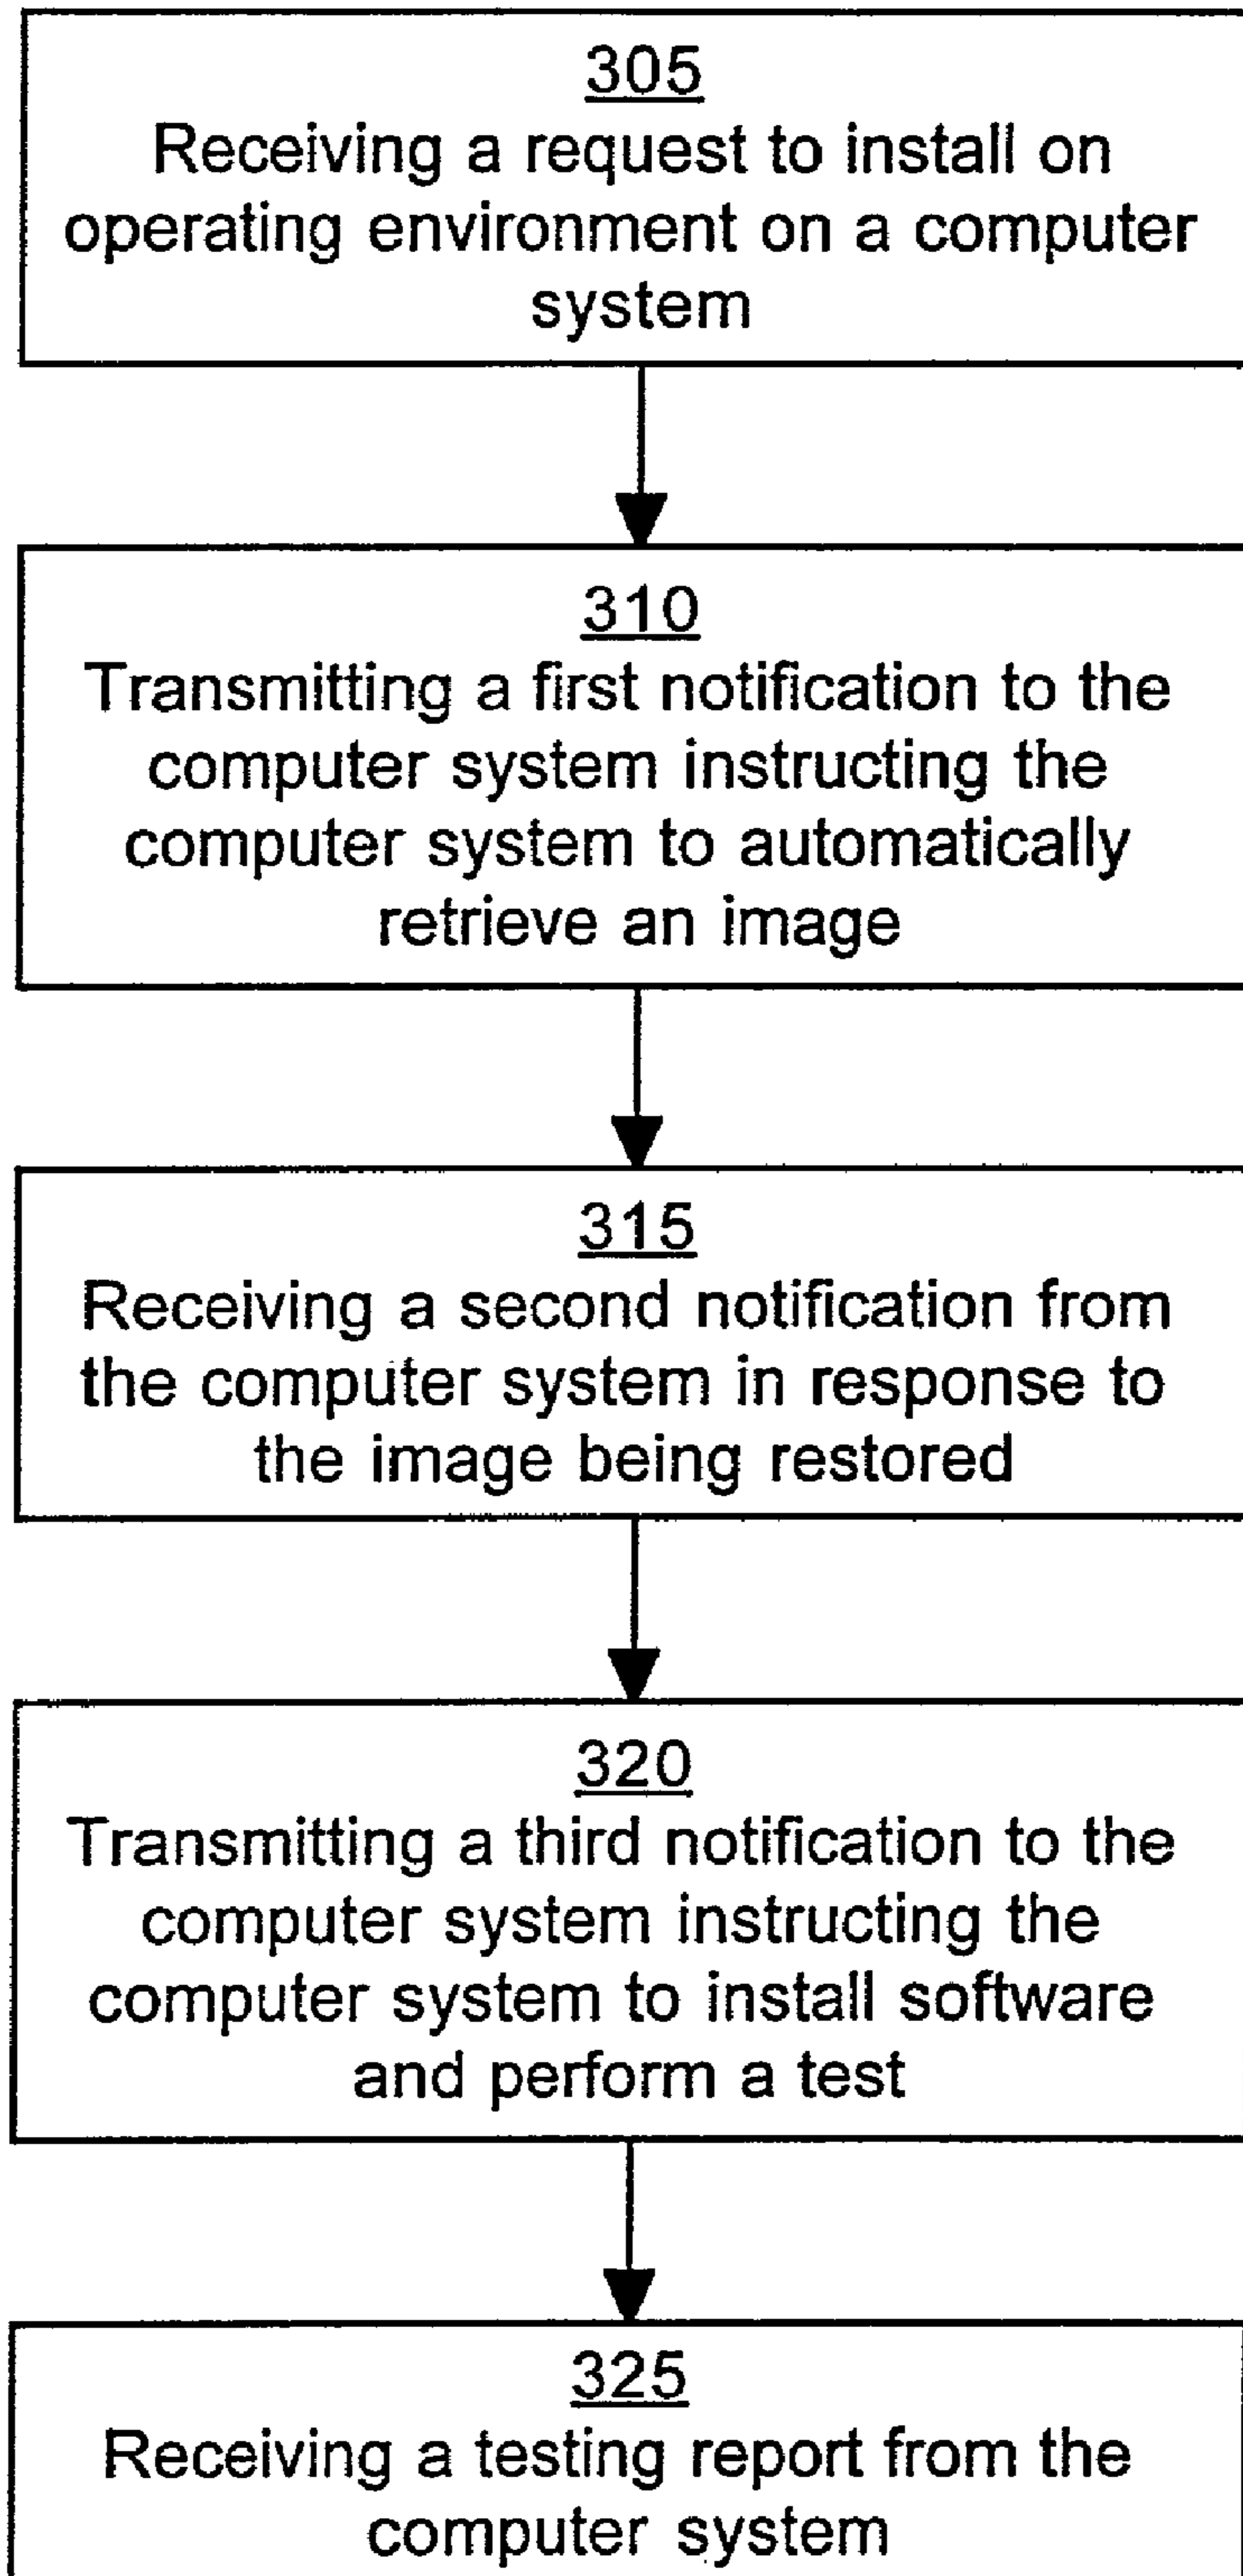 305
Receiving a request to install on
operating environment on a computer
system
310
Transmitting a first notification to the
computer system instructing the
computer system to automatically
retrieve an image
315
Receiving a second notification from
the computer system in response to
the image being restored
320
Transmitting a third notification to the
computer system instructing the
computer system to install software
and perform a test
325
Receiving a testing report from the
computer system